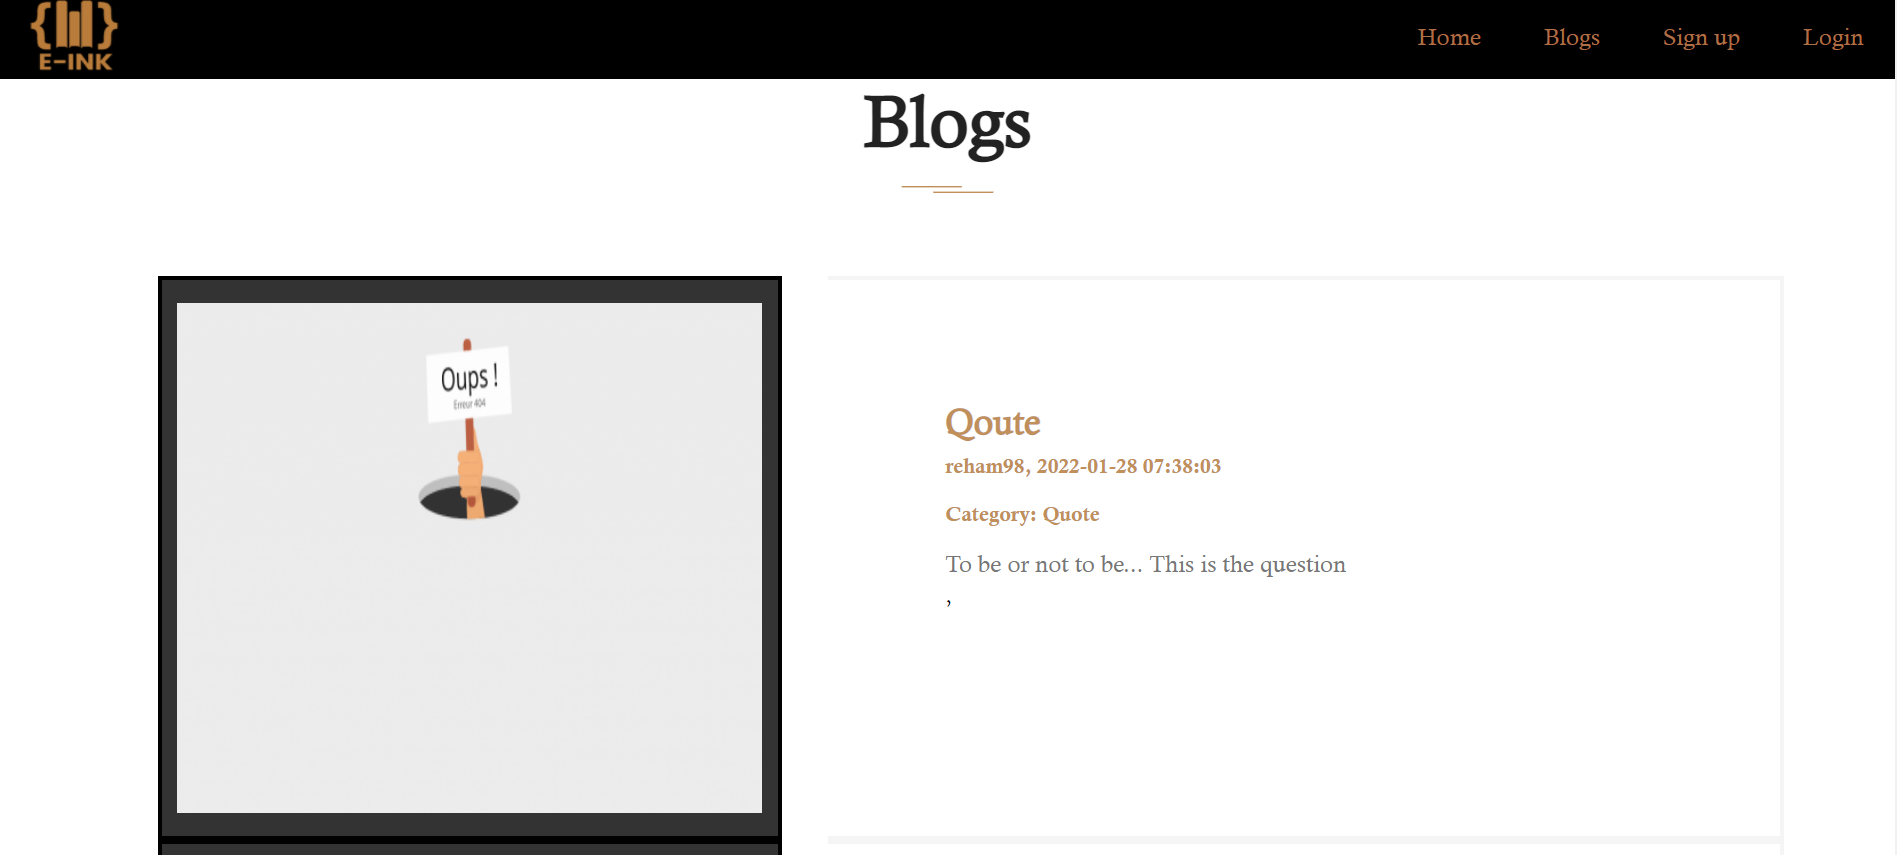 E-INK
Home Blogs Sign up Login
Blogs
Oups !
Erreur 404
Qoute
reham98, 2022-01-28 07:38:03
Category: Quote
To be or not to be... This is the question
,